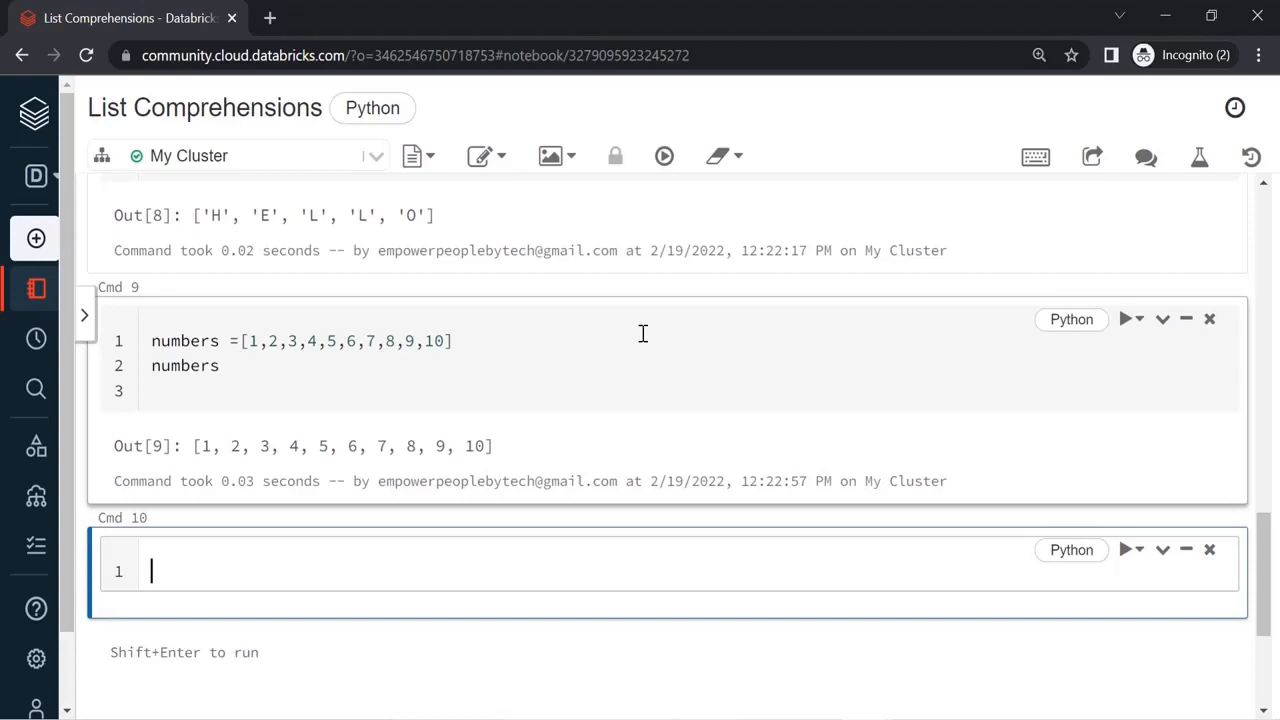 List Comprehensions - Databricks
community.cloud.databricks.com/?o=3462546750718753#notebook/3279095923245272
Incognito (2)
List Comprehensions
Python
My Cluster
Out[8]: ['H', 'E', 'L', 'L', 'O']
Command took 0.02 seconds -- by empowerpeoplebytech@gmail.com at 2/19/2022, 12:22:17 PM on My Cluster
Cmd 9
Python
1 numbers =[1,2,3,4,5,6,7,8,9,10]
2 numbers
3
Out[9]: [1, 2, 3, 4, 5, 6, 7, 8, 9, 10]
Command took 0.03 seconds -- by empowerpeoplebytech@gmail.com at 2/19/2022, 12:22:57 PM on My Cluster
Cmd 10
Python
1
Shift+Enter to run
D